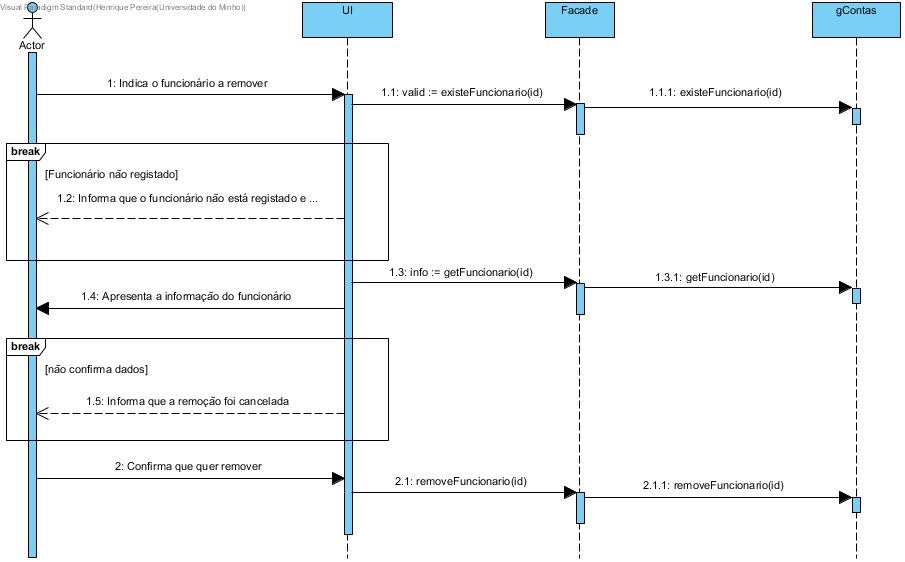 Visual Paradigm Standard(Henrique Pereira(Universidade do Minho))
UI
Facade
gContas
Actor
1: Indica o funcionário a remover
1.1: valid := existeFuncionario(id)
1.1.1: existeFuncionario(id)
break
[Funcionário não registado]
1.2: Informa que o funcionário não está registado e ...
1.3: info := getFuncionario(id)
1.3.1: getFuncionario(id)
1.4: Apresenta a informação do funcionário
break
[não confirma dados]
1.5: Informa que a remoção foi cancelada
2: Confirma que quer remover
2.1: removeFuncionario(id)
2.1.1: removeFuncionario(id)